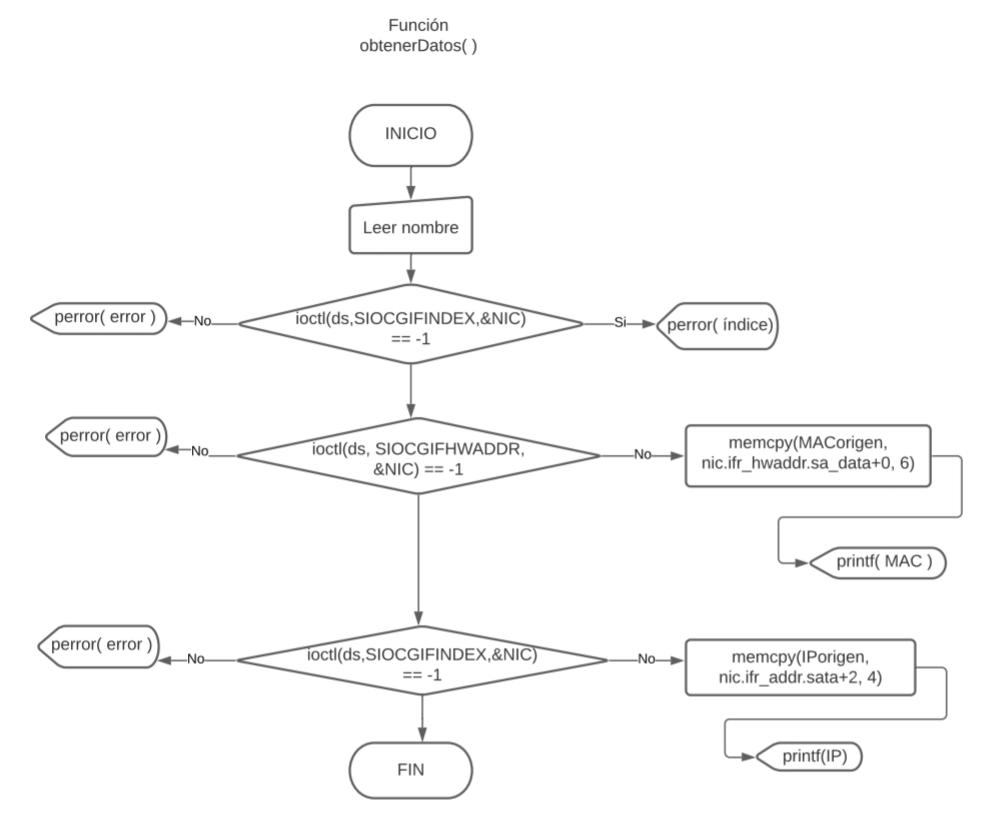 Función
obtenerDatos( )
INICIO
Leer nombre
perror( error )
No
ioctl(ds,SIOCGIFINDEX,&NIC)
== -1
Si
perror( índice)
perror( error )
No
ioctl(ds, SIOCGIFHWADDR,
&NIC) == -1
No
memcpy(MACorigen,
nic.ifr_hwaddr.sa_data+0, 6)
printf( MAC )
perror( error )
No
ioctl(ds,SIOCGIFINDEX,&NIC)
== -1
No
memcpy(IPorigen,
nic.ifr_addr.sata+2, 4)
printf(IP)
FIN